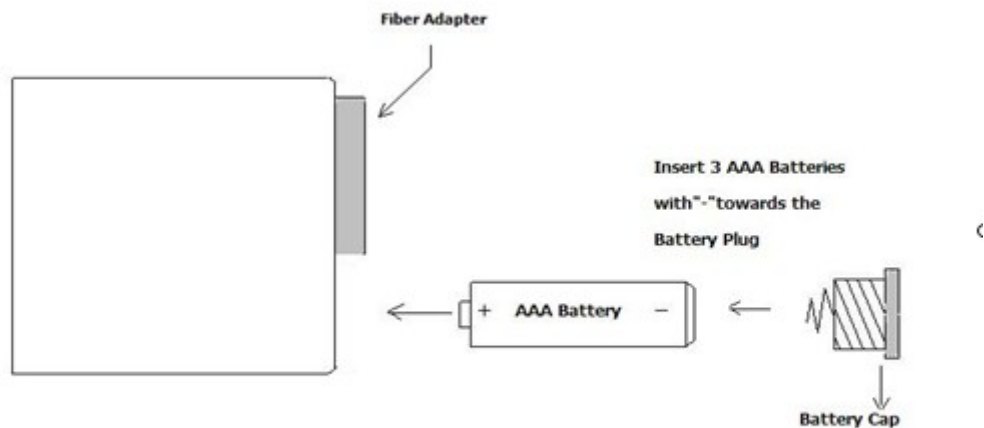 Fiber Adapter
Insert 3 AAA Batteries
with"-"towards the
Battery Plug
+ AAA Battery -
Battery Cap